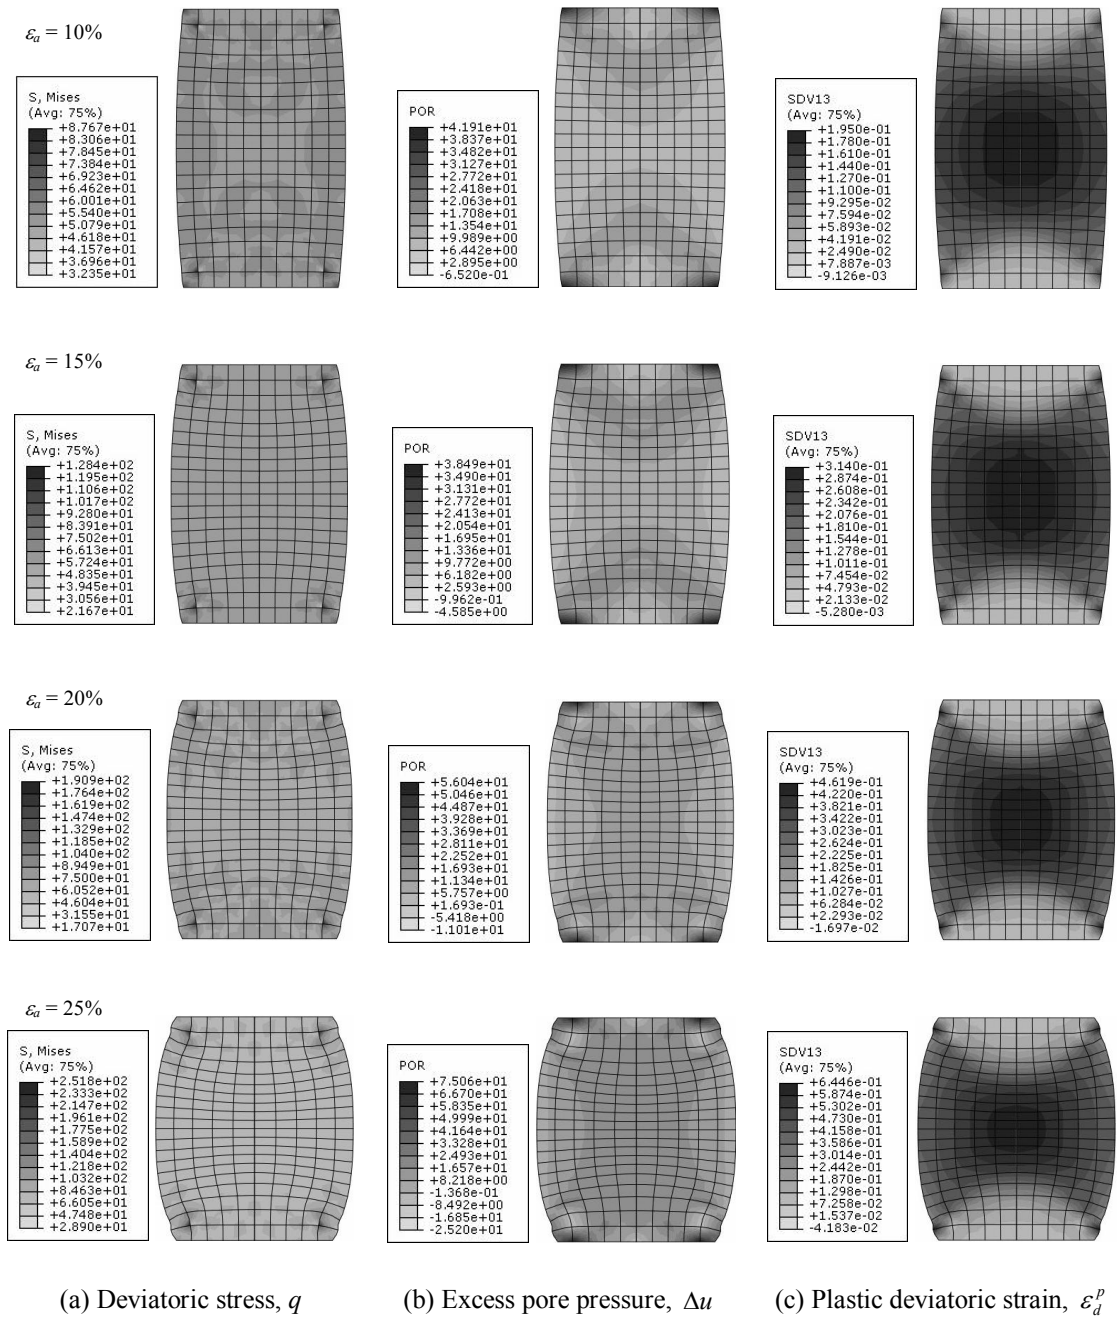 εa = 10%
S, Mises
(Avg: 75%)
+8.767e+01
+8.306e+01
+7.845e+01
+7.384e+01
+6.923e+01
+6.462e+01
+6.001e+01
+5.540e+01
+5.079e+01
+4.618e+01
+4.157e+01
+3.696e+01
+3.235e+01
POR
+4.191e+01
+3.837e+01
+3.482e+01
+3.127e+01
+2.772e+01
+2.418e+01
+2.063e+01
+1.708e+01
+1.354e+01
+9.989e+00
+6.442e+00
+2.895e+00
-6.520e-01
SDV13
(Avg: 75%)
+1.950e-01
+1.780e-01
+1.610e-01
+1.440e-01
+1.270e-01
+1.100e-01
+9.295e-02
+7.594e-02
+5.893e-02
+4.191e-02
+2.490e-02
+7.887e-03
-9.126e-03
εa = 15%
S, Mises
(Avg: 75%)
+1.284e+02
+1.195e+02
+1.106e+02
+1.017e+02
+9.280e+01
+8.391e+01
+7.502e+01
+6.613e+01
+5.724e+01
+4.835e+01
+3.945e+01
+3.056e+01
+2.167e+01
POR
+3.849e+01
+3.490e+01
+3.131e+01
+2.772e+01
+2.413e+01
+2.054e+01
+1.695e+01
+1.336e+01
+9.772e+00
+6.182e+00
+2.593e+00
-9.962e-01
-4.585e+00
SDV13
(Avg: 75%)
+3.140e-01
+2.874e-01
+2.608e-01
+2.342e-01
+2.076e-01
+1.810e-01
+1.544e-01
+1.278e-01
+1.011e-01
+7.454e-02
+4.793e-02
+2.133e-02
-5.280e-03
εa = 20%
S, Mises
(Avg: 75%)
+1.909e+02
+1.764e+02
+1.619e+02
+1.474e+02
+1.329e+02
+1.185e+02
+1.040e+02
+8.949e+01
+7.500e+01
+6.052e+01
+4.604e+01
+3.155e+01
+1.707e+01
POR
+5.604e+01
+5.046e+01
+4.487e+01
+3.928e+01
+3.369e+01
+2.811e+01
+2.252e+01
+1.693e+01
+1.134e+01
+5.757e+00
+1.693e-01
-5.418e+00
-1.101e+01
SDV13
(Avg: 75%)
+4.619e-01
+4.220e-01
+3.821e-01
+3.422e-01
+3.023e-01
+2.624e-01
+2.225e-01
+1.825e-01
+1.426e-01
+1.027e-01
+6.284e-02
+2.293e-02
-1.697e-02
εa = 25%
S, Mises
(Avg: 75%)
+2.518e+02
+2.333e+02
+2.147e+02
+1.961e+02
+1.775e+02
+1.589e+02
+1.404e+02
+1.218e+02
+1.032e+02
+8.463e+01
+6.605e+01
+4.748e+01
+2.890e+01
POR
+7.506e+01
+6.670e+01
+5.835e+01
+4.999e+01
+4.164e+01
+3.328e+01
+2.493e+01
+1.657e+01
+8.218e+00
-1.368e-01
-8.492e+00
-1.685e+01
-2.520e+01
SDV13
(Avg: 75%)
+6.446e-01
+5.874e-01
+5.302e-01
+4.730e-01
+4.158e-01
+3.586e-01
+3.014e-01
+2.442e-01
+1.870e-01
+1.298e-01
+7.258e-02
+1.537e-02
-4.183e-02
(a) Deviatoric stress, q
(b) Excess pore pressure, Δu
(c) Plastic deviatoric strain, ε_d^p